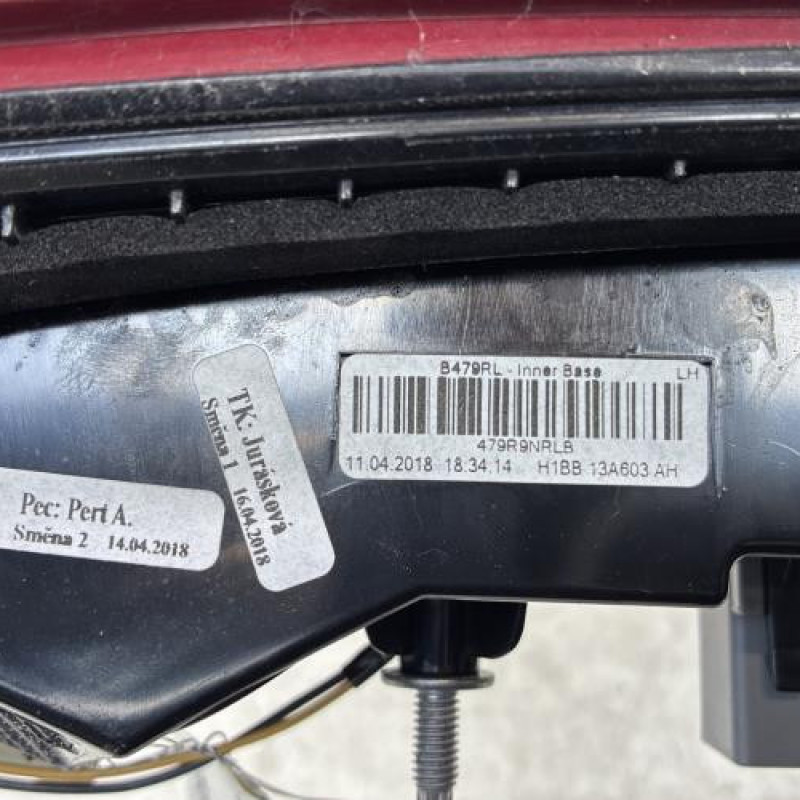 B479RL - Inner Base LH
479R9NRLB
11.04.2018 18:34:14 H1BB 13A603 AH
TK: Jurásková
Směna 1 16.04.2018
Pec: Perf A.
Směna 2 14.04.2018